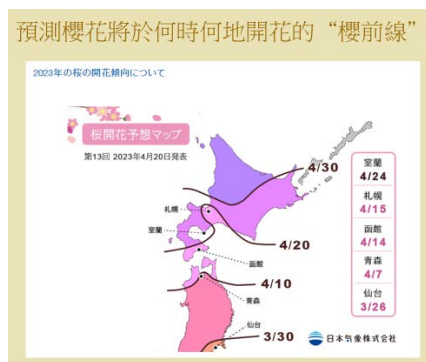 預測櫻花將於何時何地開花的“櫻前線”
2023年の桜の開花傾向について
桜開花予想マップ
第13回 2023年4月20日発表
4/30
札幌
室蘭
4/20
函館
4/10
青森
仙台
3/30
室蘭
4/24
札幌
4/15
函館
4/14
青森
4/7
仙台
3/26
日本気象株式会社